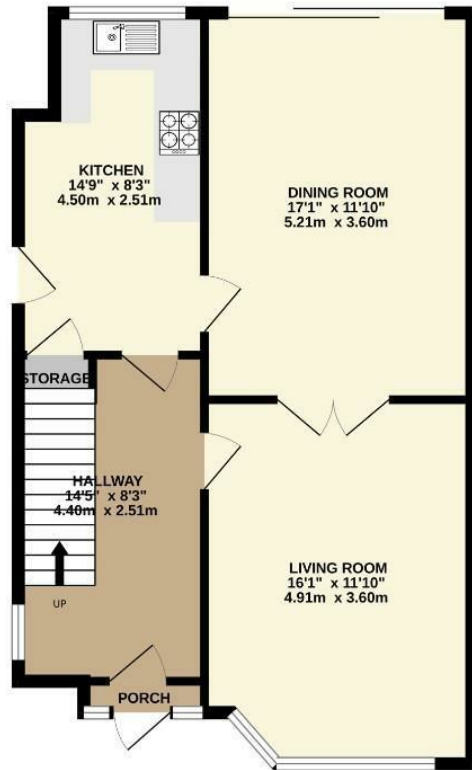 KITCHEN
14'9" x 8'3"
4.50m x 2.51m
DINING ROOM
17'1" x 11'10"
5.21m x 3.60m
STORAGE
HALLWAY
14'5" x 8'3"
4.40m x 2.51m
LIVING ROOM
16'1" x 11'10"
4.91m x 3.60m
UP
PORCH